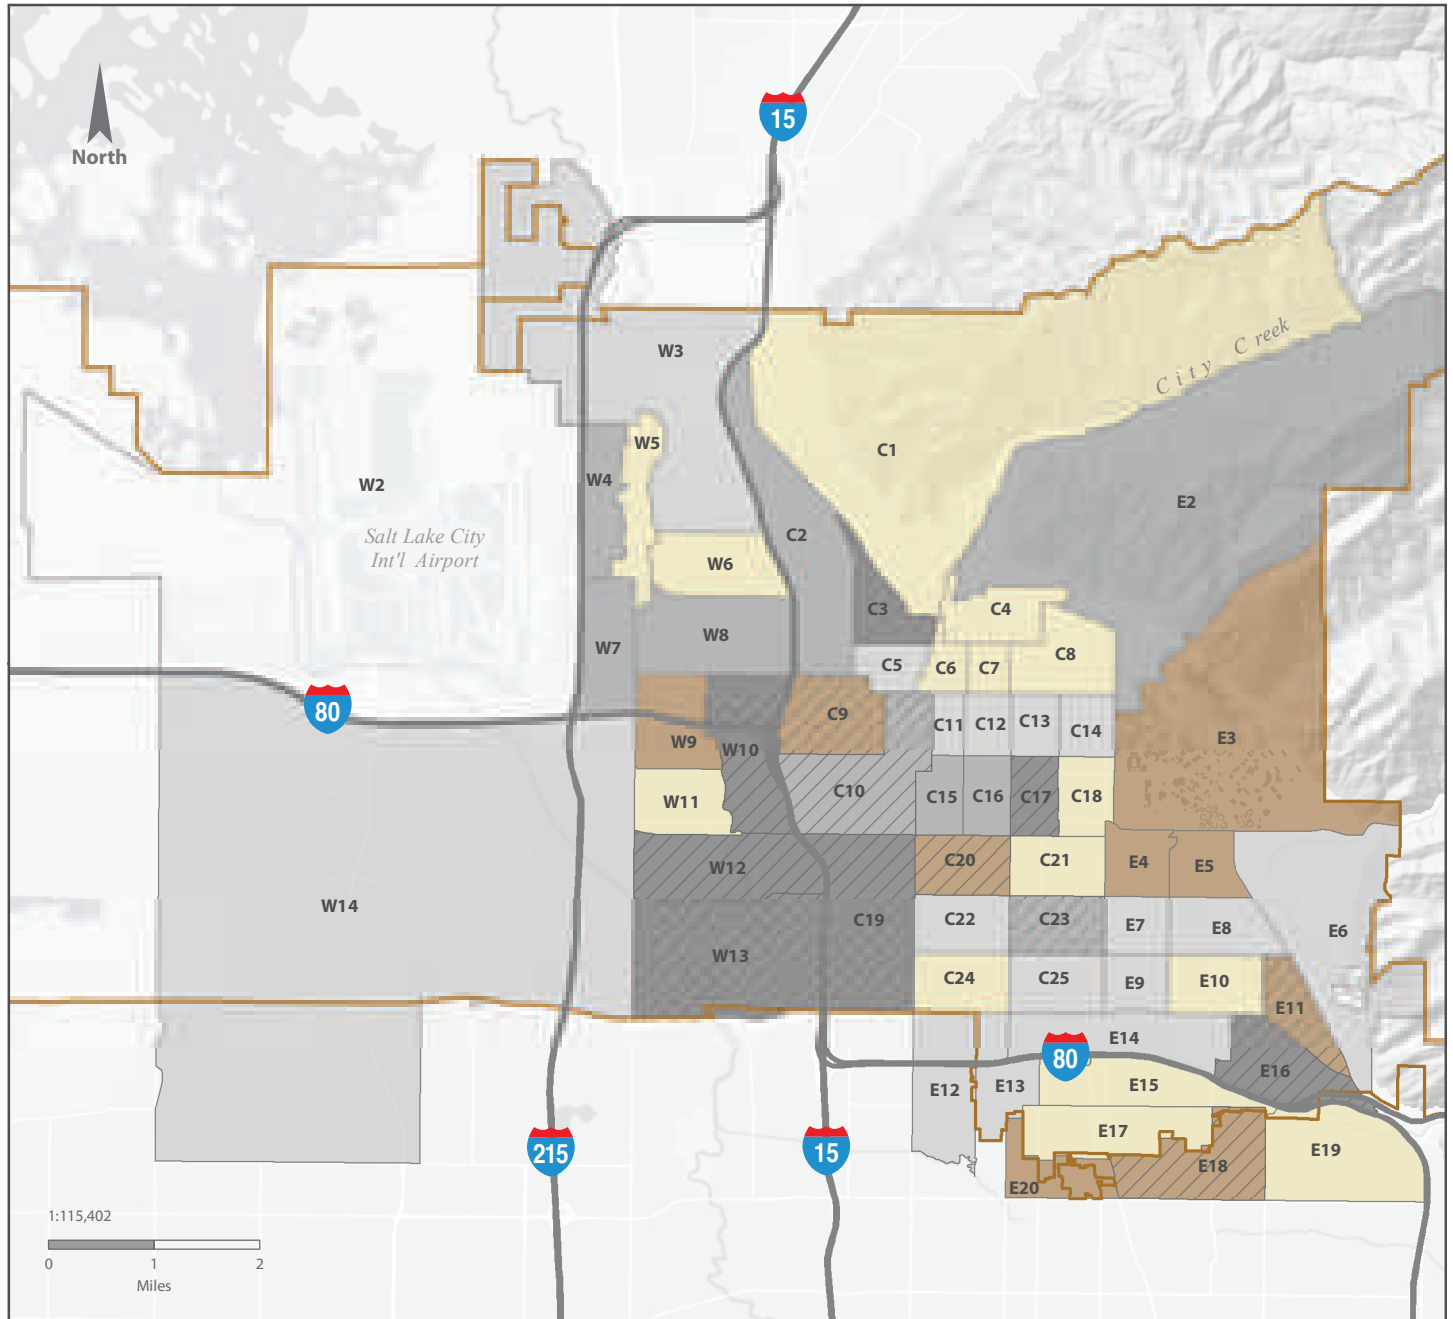 15
North
W3
City Creek
W5
C1
W4
W2
E2
Salt Lake City
Int'l Airport
C2
W6
C3
C4
W8
W7
C5
C6
C7
C8
80
C9
C11
C12
C13
C14
W9
W10
E3
W11
C10
C15
C16
C17
C18
W12
C20
C21
E4
E5
W14
C19
C22
C23
E7
E8
E6
W13
C24
C25
E9
E10
E11
E14
80
E12
E13
E15
E16
E17
215
15
E18
E19
E20
1:115,402
0
1
2
Miles